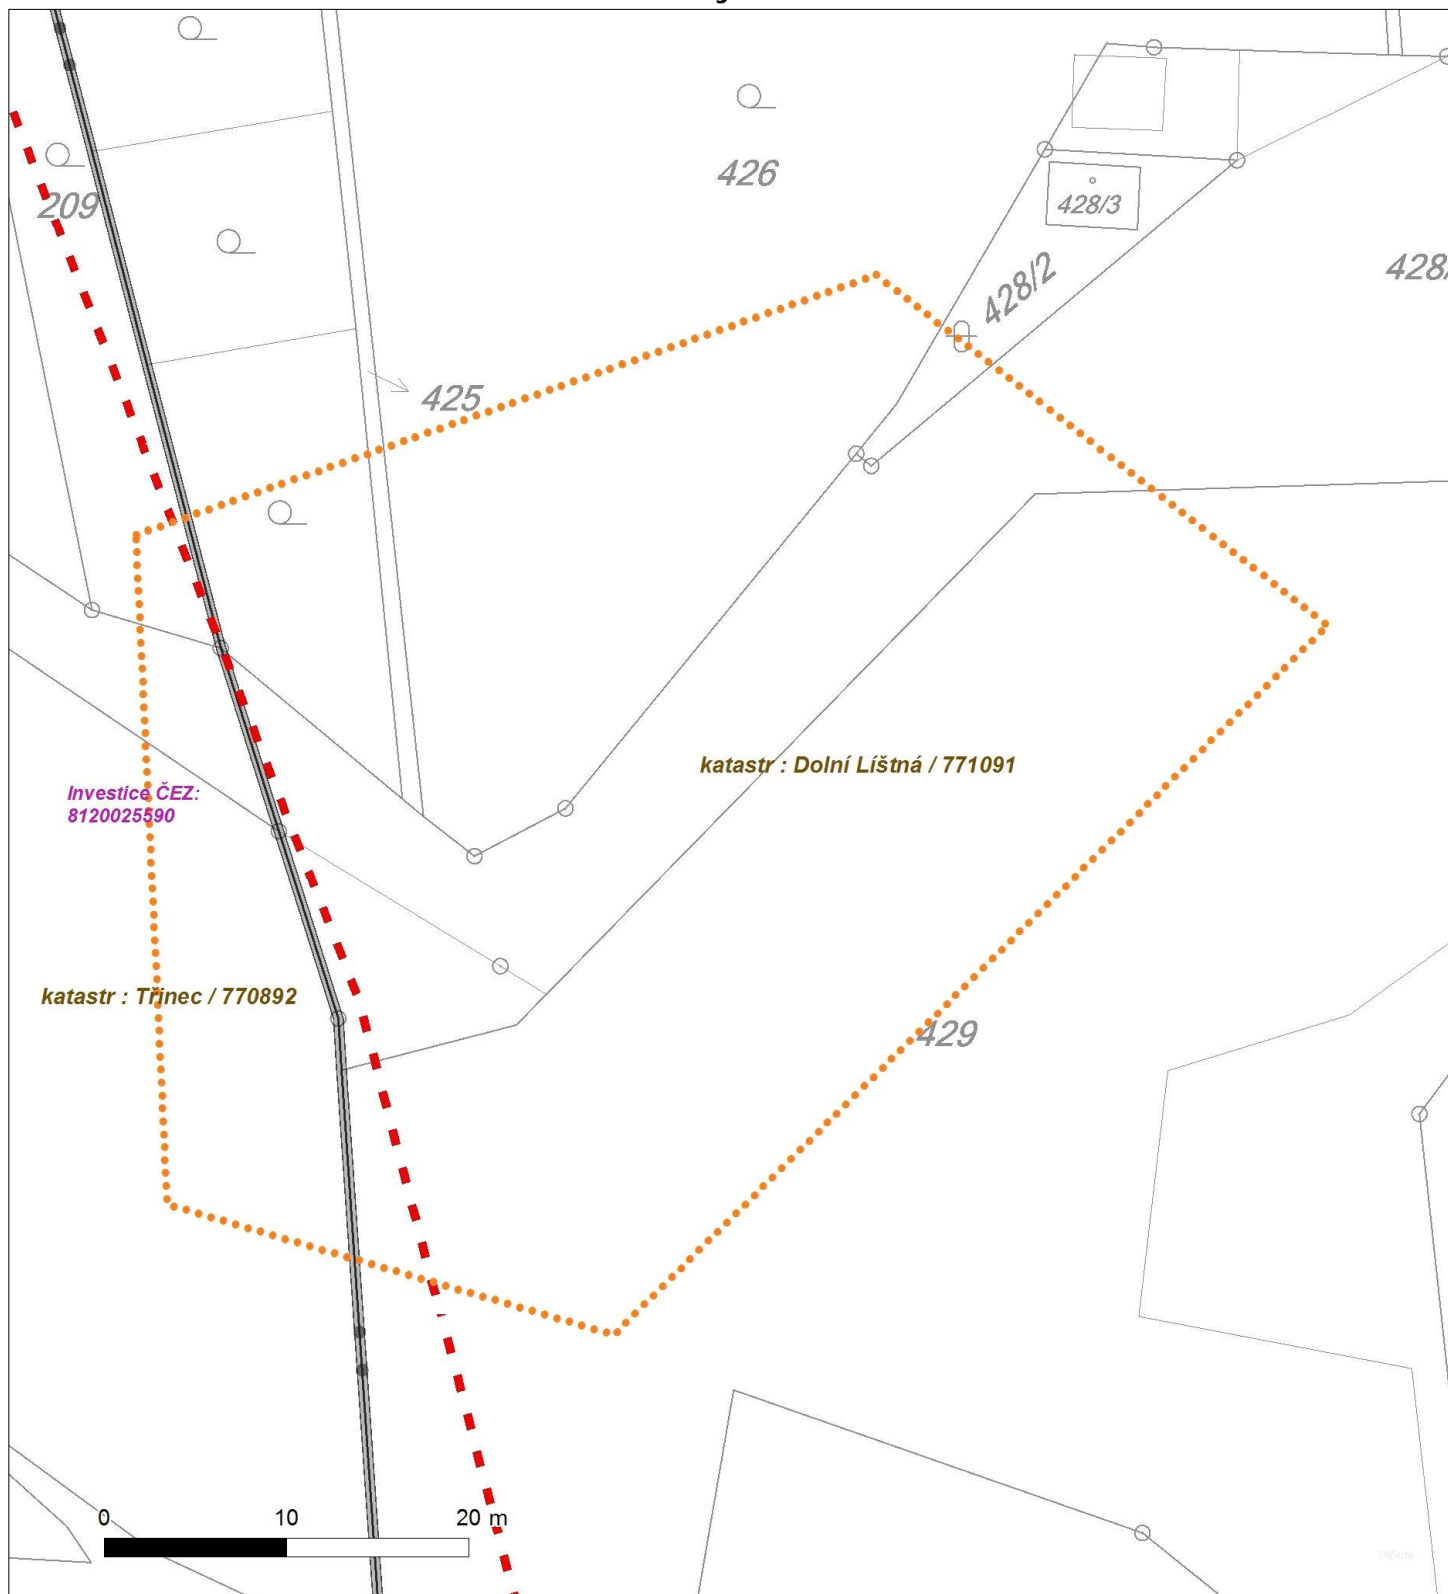 426
209
428/3
428/2
425
katastr : Dolní Líštná / 771091
Investice ČEZ:
8120025590
katastr : Třinec / 770892
429
0 10 20 m